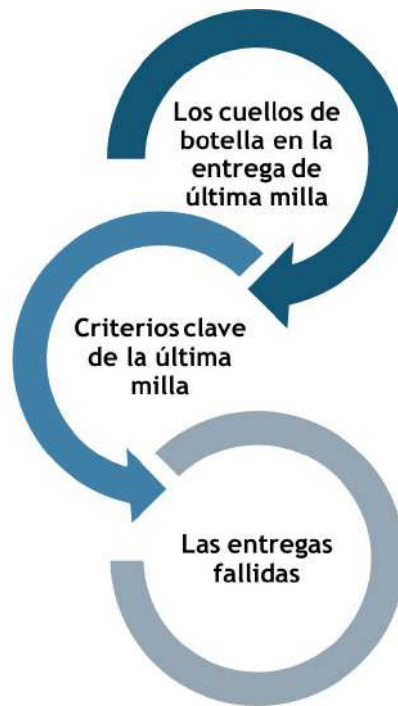 Los cuellos de
botella en la
entrega de
última milla
Criterios clave
de la última
milla
Las entregas
fallidas